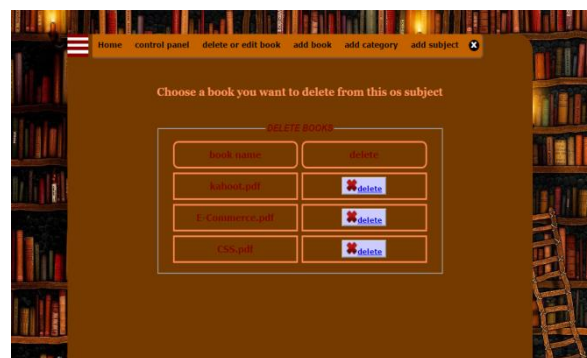 Home control panel delete or edit book add book add category add subject X
Choose a book you want to delete from this os subject
DELETE BOOKS
book name delete
kahoot.pdf delete
E-Commerce.pdf delete
CSS.pdf delete